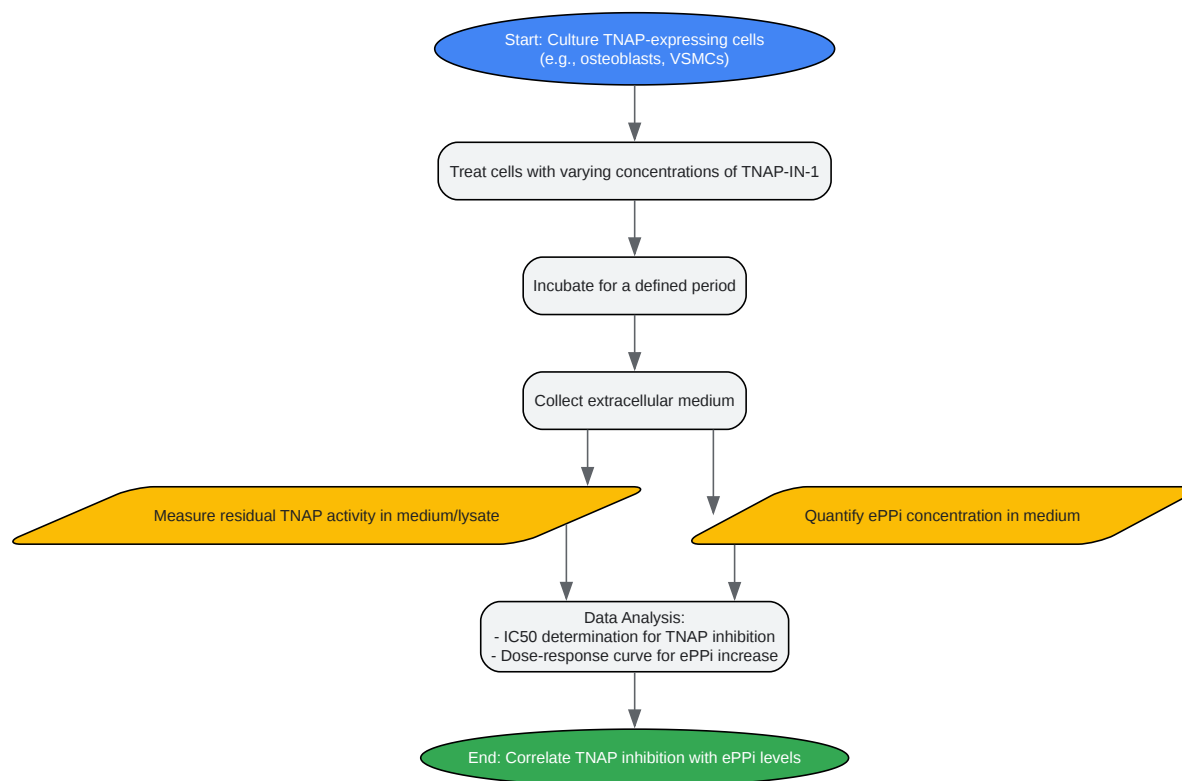 Start: Culture TNAP-expressing cells
(e.g., osteoblasts, VSMCs)
Treat cells with varying concentrations of TNAP-IN-1
Incubate for a defined period
Collect extracellular medium
Measure residual TNAP activity in medium/lysate
Quantify ePPi concentration in medium
Data Analysis:
- IC50 determination for TNAP inhibition
- Dose-response curve for ePPi increase
End: Correlate TNAP inhibition with ePPi levels